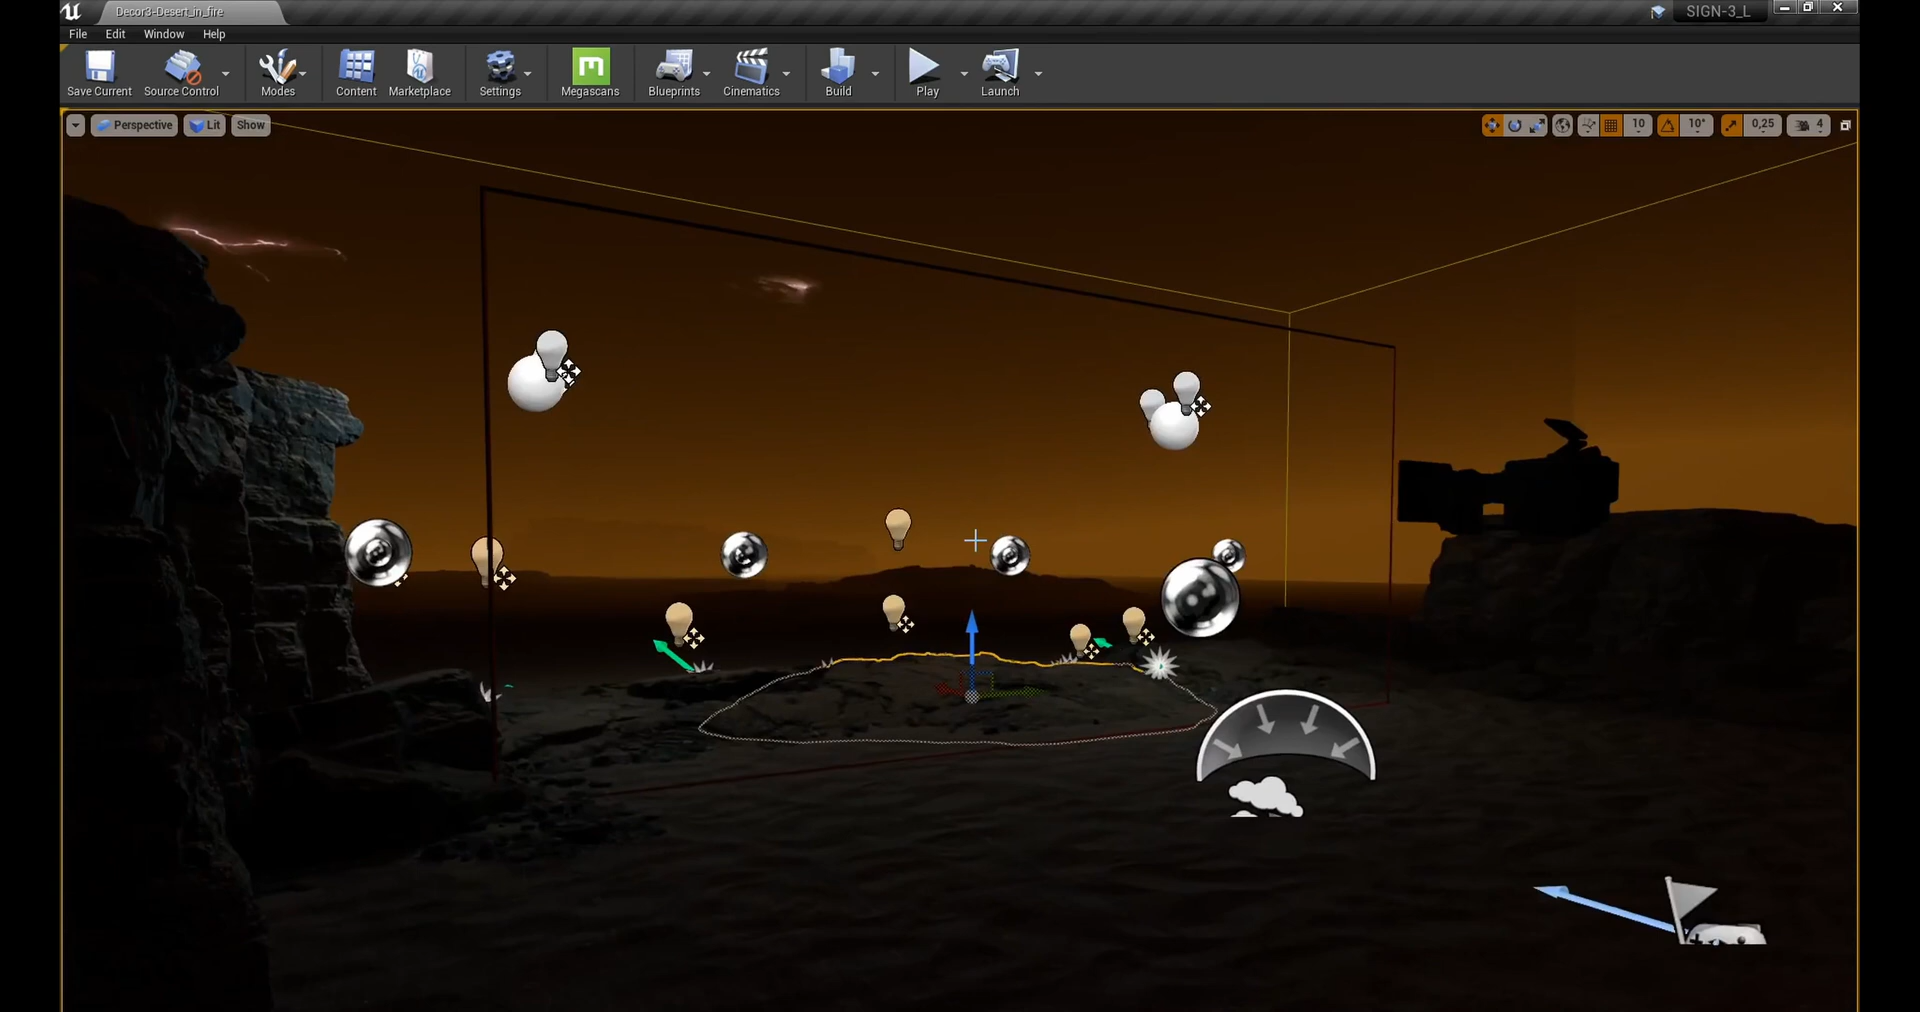 Decor3-Desert_in_fire
SIGN-3_L
File Edit Window Help
Save Current Source Control Modes Content Marketplace Settings Megascans Blueprints Cinematics Build Play Launch
Perspective Lit Show 10 10° 0,25 4